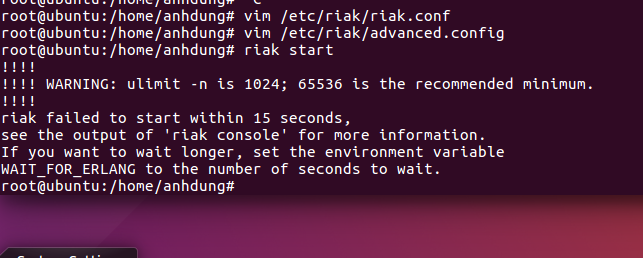 root@ubuntu:/home/anhdung# vim /etc/riak/riak.conf
root@ubuntu:/home/anhdung# vim /etc/riak/advanced.config
root@ubuntu:/home/anhdung# riak start
!!!!
!!!! WARNING: ulimit -n is 1024; 65536 is the recommended minimum.
!!!!
riak failed to start within 15 seconds,
see the output of 'riak console' for more information.
If you want to wait longer, set the environment variable
WAIT_FOR_ERLANG to the number of seconds to wait.
root@ubuntu:/home/anhdung#